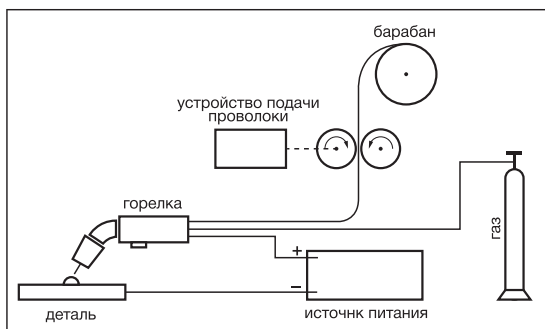 барабан
устройство подачи
проволоки
горелка
газ
+
−
деталь
источнк питания